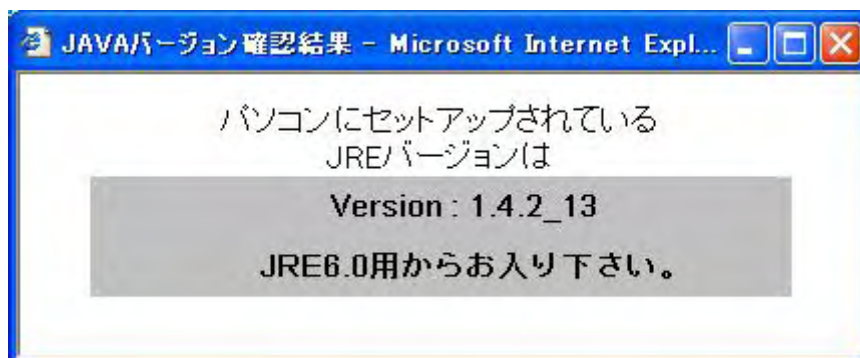 JAVAバージョン確認結果 - Microsoft Internet Expl...
パソコンにセットアップされている
JREバージョンは
Version : 1.4.2_13
JRE6.0用からお入り下さい。